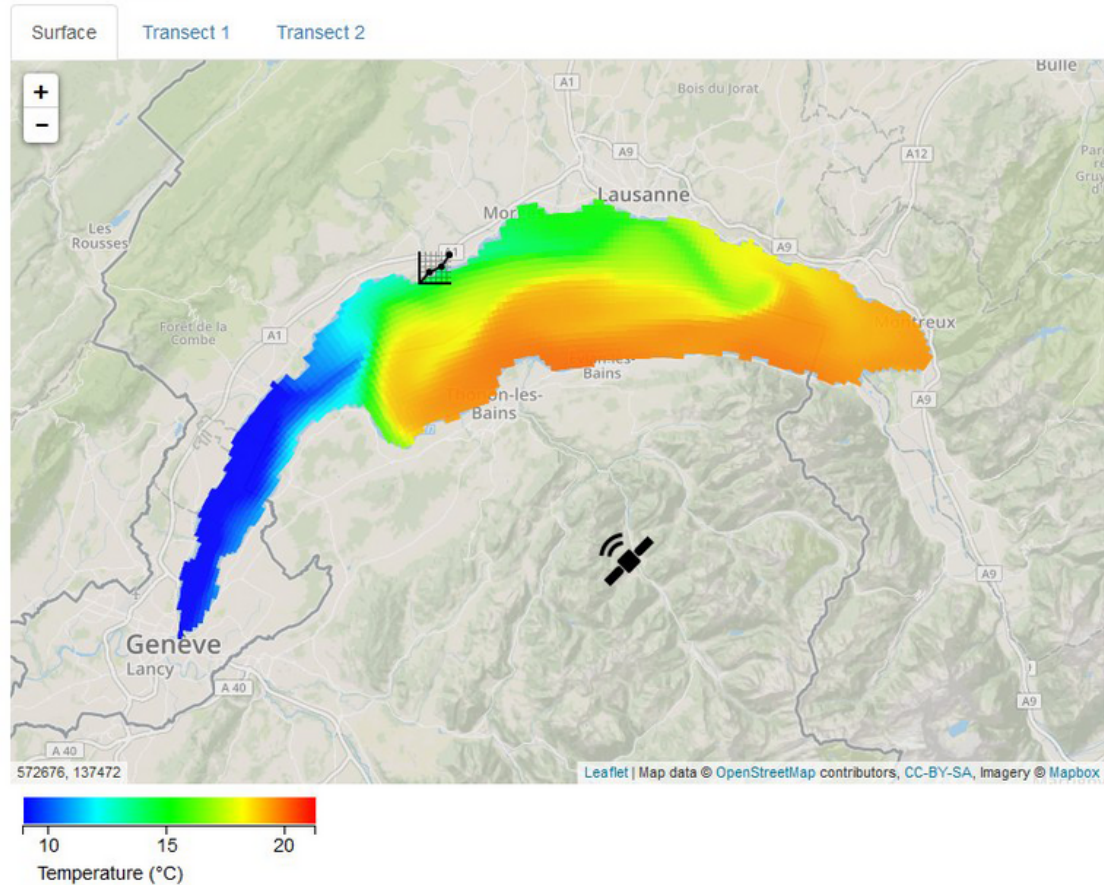 Surface Transect 1 Transect 2
+
−
Bulle
A1
Bois du Jorat
A9
A12
Lausanne
Les
Rousses
Mor
A1
A9
Forêt de la
Combe
A1
Montreux
Bains
Thonon-les-
Bains
A9
A9
Genève
Lancy
A 40
A9
A 40
572676, 137472
Leaflet | Map data © OpenStreetMap contributors, CC-BY-SA, Imagery © Mapbox
10 15 20
Temperature (°C)